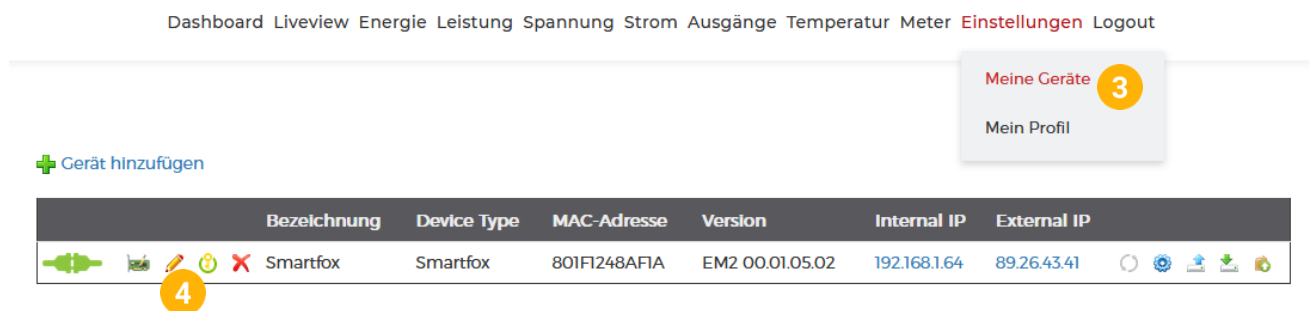 Dashboard Liveview Energie Leistung Spannung Strom Ausgänge Temperatur Meter Einstellungen Logout
Meine Geräte 3
Mein Profil
Gerät hinzufügen
Bezeichnung Device Type MAC-Adresse Version Internal IP External IP
Smartfox Smartfox 801F1248AF1A EM2 00.01.05.02 192.168.1.64 89.26.43.41
4